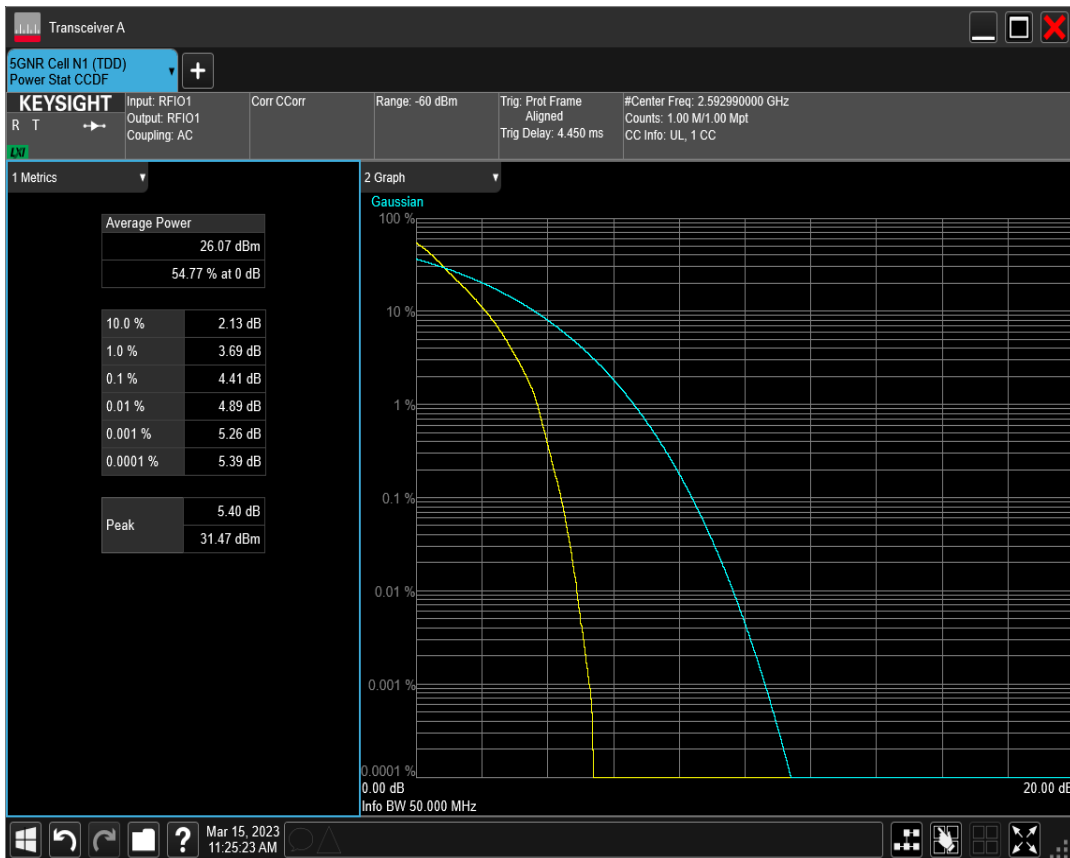 Transceiver A
5GNR Cell N1 (TDD)
Power Stat CCDF
KEYSIGHT
R T
LXI
Input: RFIO1
Output: RFIO1
Coupling: AC
Corr CCorr
Range: -60 dBm
Trig: Prot Frame
Aligned
Trig Delay: 4.450 ms
#Center Freq: 2.592990000 GHz
Counts: 1.00 M/1.00 Mpt
CC Info: UL, 1 CC
1 Metrics
Average Power
26.07 dBm
54.77 % at 0 dB
10.0 % 2.13 dB
1.0 % 3.69 dB
0.1 % 4.41 dB
0.01 % 4.89 dB
0.001 % 5.26 dB
0.0001 % 5.39 dB
Peak
5.40 dB
31.47 dBm
2 Graph
Gaussian
100 %
10 %
1 %
0.1 %
0.01 %
0.001 %
0.0001 %
0.00 dB 20.00 dB
Info BW 50.000 MHz
?
Mar 15, 2023
11:25:23 AM